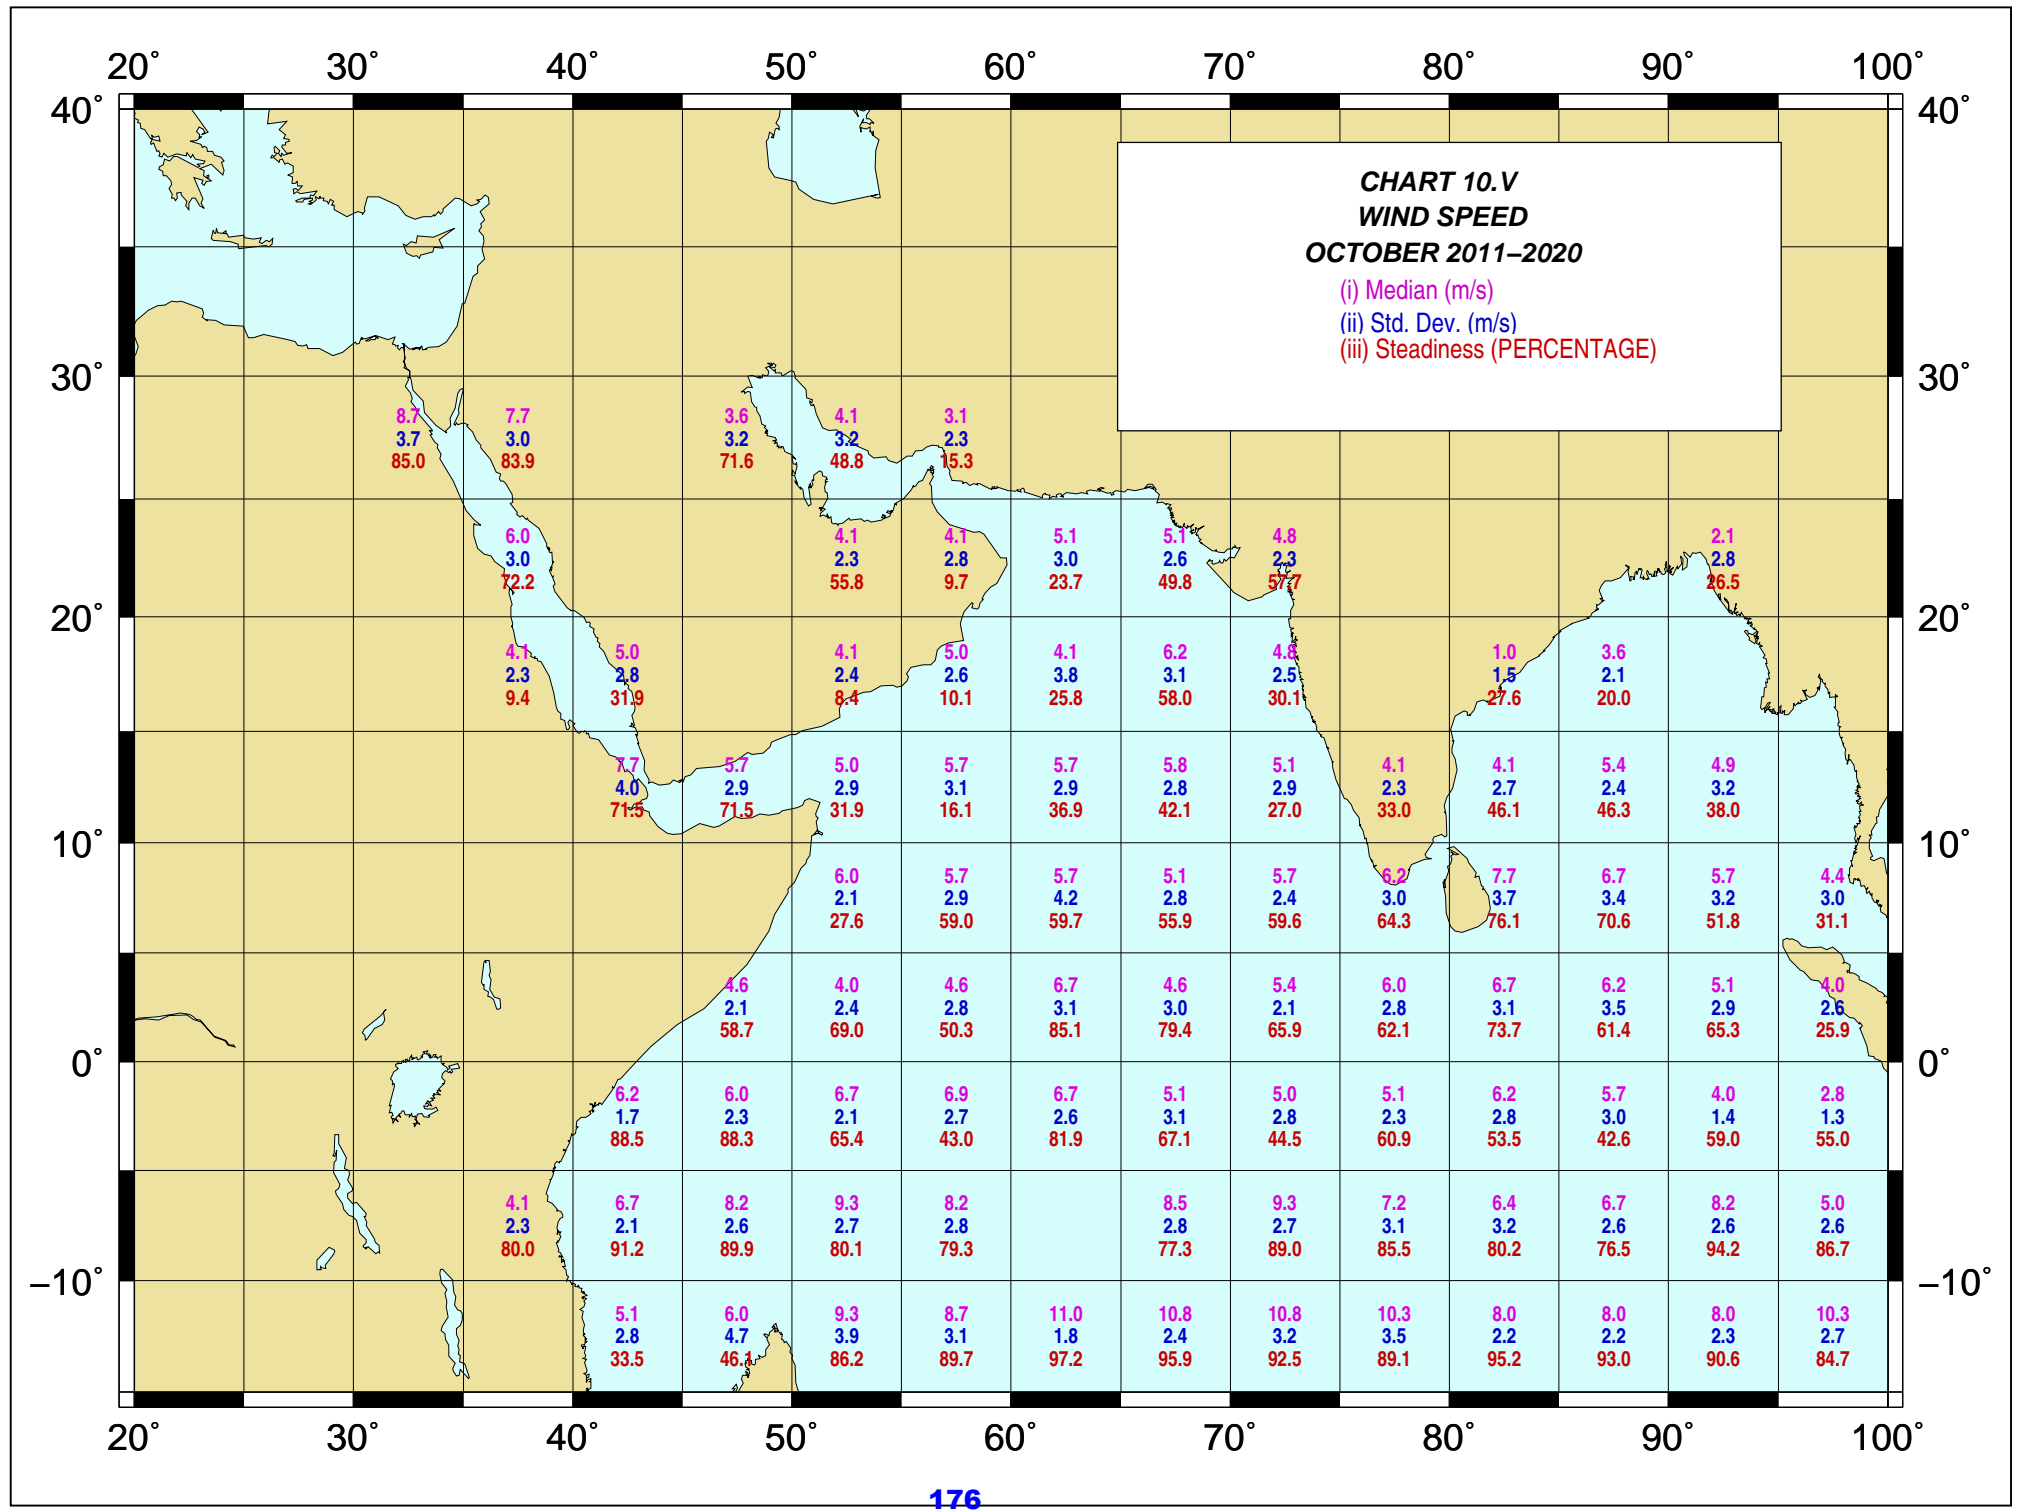 20° 30° 40° 50° 60° 70° 80° 90° 100°
40° 40°
CHART 10.V
WIND SPEED
OCTOBER 2011–2020
(i) Median (m/s)
(ii) Std. Dev. (m/s)
(iii) Steadiness (PERCENTAGE)
30° 30°
8.7 7.7 3.6 4.1 3.1
3.7 3.0 3.2 3.2 2.3
85.0 83.9 71.6 48.8 15.3
6.0 4.1 4.1 5.1 5.1 4.8 2.1
3.0 2.3 2.8 3.0 2.6 2.3 2.8
72.2 55.8 9.7 23.7 49.8 57.7 26.5
20° 20°
4.1 5.0 4.1 5.0 4.1 6.2 4.8 1.0 3.6
2.3 2.8 2.4 2.6 3.8 3.1 2.5 1.5 2.1
9.4 31.9 8.4 10.1 25.8 58.0 30.1 27.6 20.0
7.7 5.7 5.0 5.7 5.7 5.8 5.1 4.1 4.1 5.4 4.9
4.0 2.9 2.9 3.1 2.9 2.8 2.9 2.3 2.7 2.4 3.2
71.5 71.5 31.9 16.1 36.9 42.1 27.0 33.0 46.1 46.3 38.0
10° 10°
6.0 5.7 5.7 5.1 5.7 6.2 7.7 6.7 5.7 4.4
2.1 2.9 4.2 2.8 2.4 3.0 3.7 3.4 3.2 3.0
27.6 59.0 59.7 55.9 59.6 64.3 76.1 70.6 51.8 31.1
4.6 4.0 4.6 6.7 4.6 5.4 6.0 6.7 6.2 5.1 4.0
2.1 2.4 2.8 3.1 3.0 2.1 2.8 3.1 3.5 2.9 2.6
58.7 69.0 50.3 85.1 79.4 65.9 62.1 73.7 61.4 65.3 25.9
0° 0°
6.2 6.0 6.7 6.9 6.7 5.1 5.0 5.1 6.2 5.7 4.0 2.8
1.7 2.3 2.1 2.7 2.6 3.1 2.8 2.3 2.8 3.0 1.4 1.3
88.5 88.3 65.4 43.0 81.9 67.1 44.5 60.9 53.5 42.6 59.0 55.0
4.1 6.7 8.2 9.3 8.2 8.5 9.3 7.2 6.4 6.7 8.2 5.0
2.3 2.1 2.6 2.7 2.8 2.8 2.7 3.1 3.2 2.6 2.6 2.6
80.0 91.2 89.9 80.1 79.3 77.3 89.0 85.5 80.2 76.5 94.2 86.7
–10° –10°
5.1 6.0 9.3 8.7 11.0 10.8 10.8 10.3 8.0 8.0 8.0 10.3
2.8 4.7 3.9 3.1 1.8 2.4 3.2 3.5 2.2 2.2 2.3 2.7
33.5 46.1 86.2 89.7 97.2 95.9 92.5 89.1 95.2 93.0 90.6 84.7
20° 30° 40° 50° 60° 70° 80° 90° 100°
176